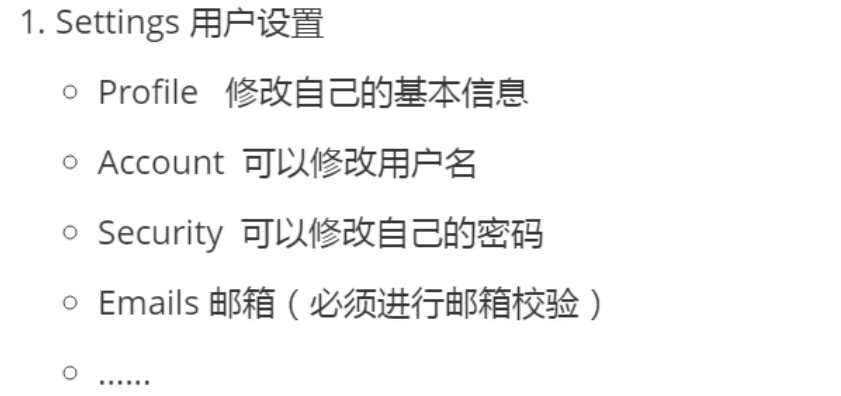 1. Settings 用户设置
○ Profile 修改自己的基本信息
○ Account 可以修改用户名
○ Security 可以修改自己的密码
○ Emails 邮箱（必须进行邮箱校验）
○ ......